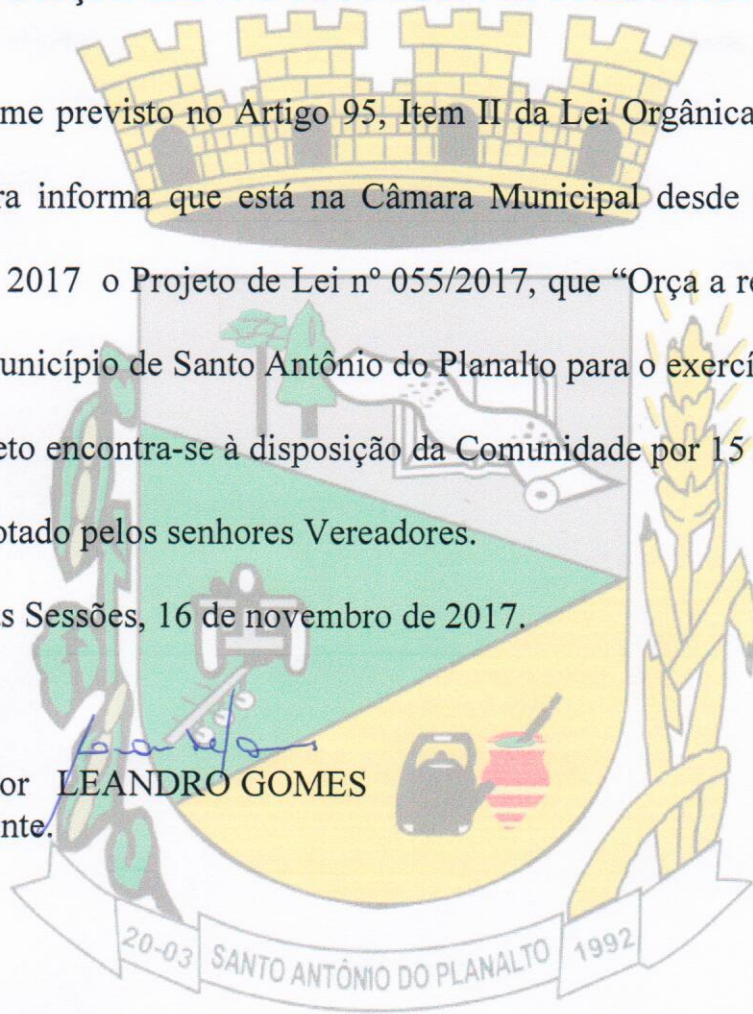 me previsto no Artigo 95, Item II da Lei Orgânica
ra informa que está na Câmara Municipal desde
2017 o Projeto de Lei nº 055/2017, que “Orça a re
unicípio de Santo Antônio do Planalto para o exercí
eto encontra-se à disposição da Comunidade por 15
otado pelos senhores Vereadores.
as Sessões, 16 de novembro de 2017.
or LEANDRO GOMES
nte.
20-03 SANTO ANTÔNIO DO PLANALTO 1992